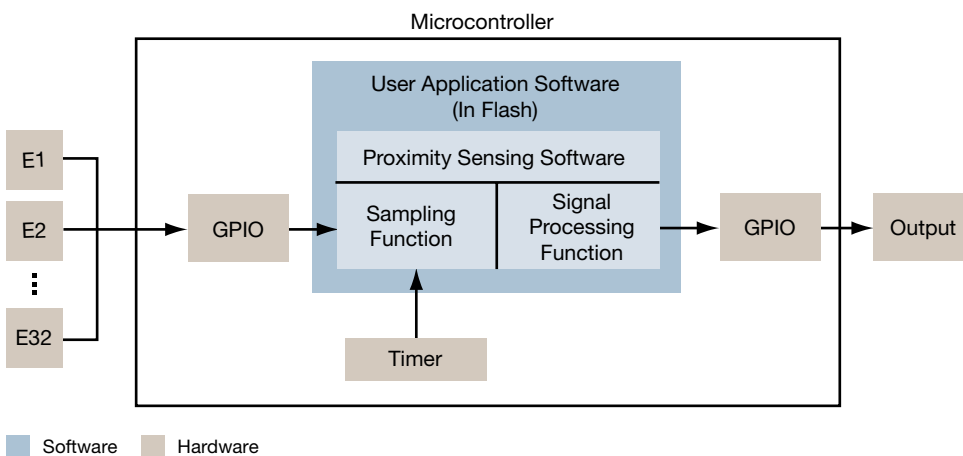 Microcontroller
User Application Software
(In Flash)
Proximity Sensing Software
Sampling
Function
Signal
Processing
Function
E1
E2
E32
GPIO
GPIO
Output
Timer
Software
Hardware